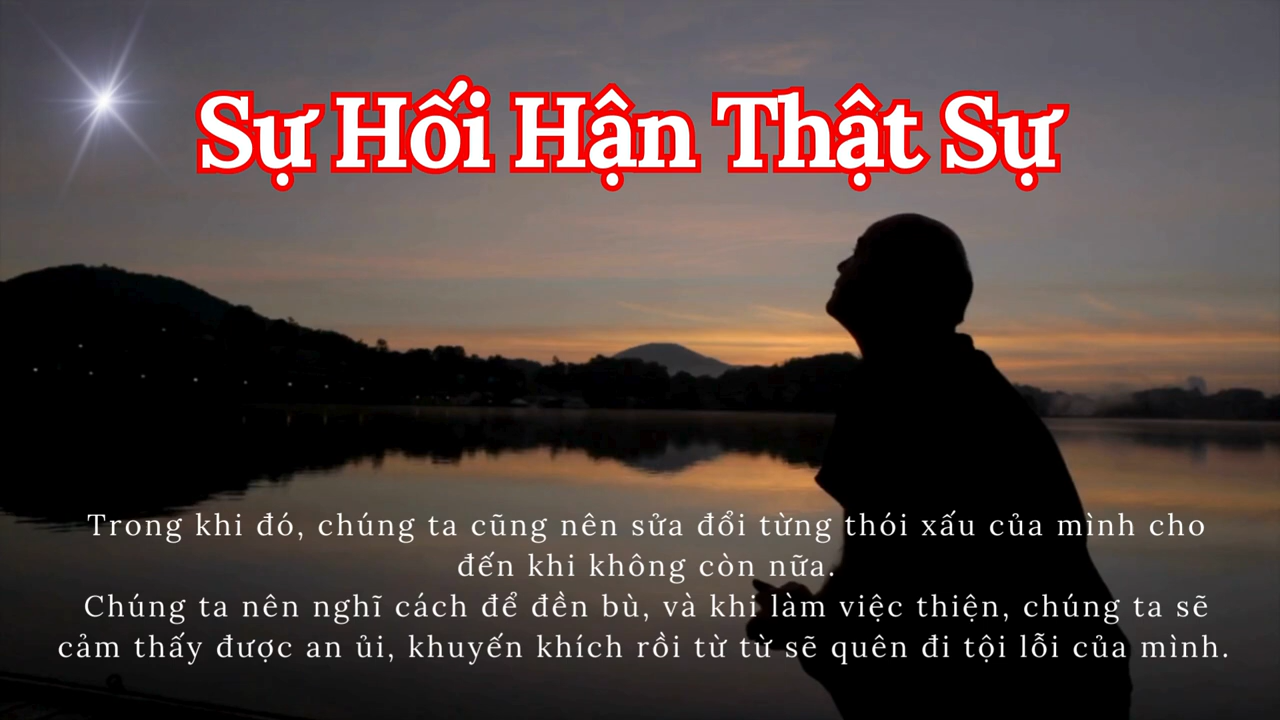 Sự Hối Hận Thật Sự
Trong khi đó, chúng ta cũng nên sửa đổi từng thói xấu của mình cho
đến khi không còn nữa.
Chúng ta nên nghĩ cách để đền bù, và khi làm việc thiện, chúng ta sẽ
cảm thấy được an ủi, khuyến khích rồi từ từ sẽ quên đi tội lỗi của mình.